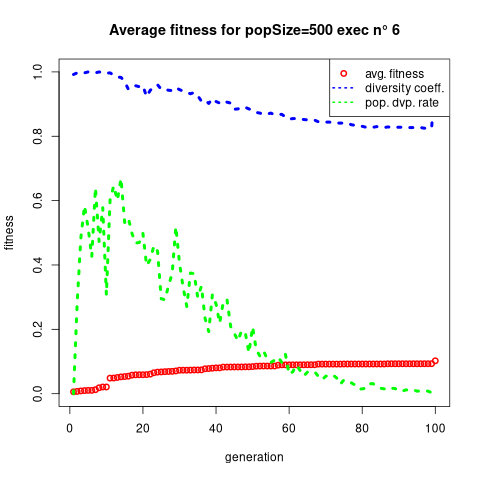 Average fitness for popSize=500 exec n° 6
avg. fitness
diversity coeff.
pop. dvp. rate
fitness
1.0
0.8
0.6
0.4
0.2
0.0
0 20 40 60 80 100
generation